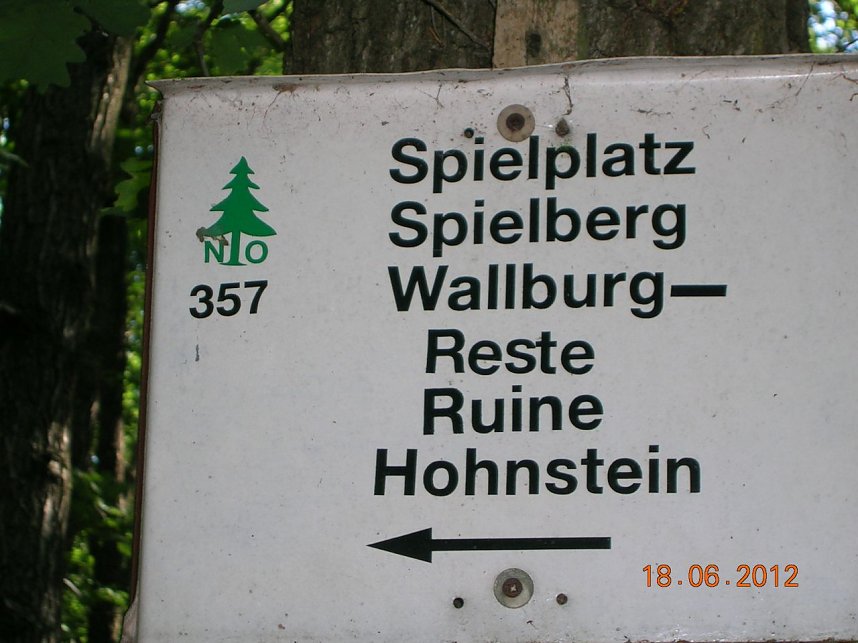 Spielplatz
Spielberg
Wallburg—
Reste
Ruine
Hohnstein
N O
357
18.06.2012